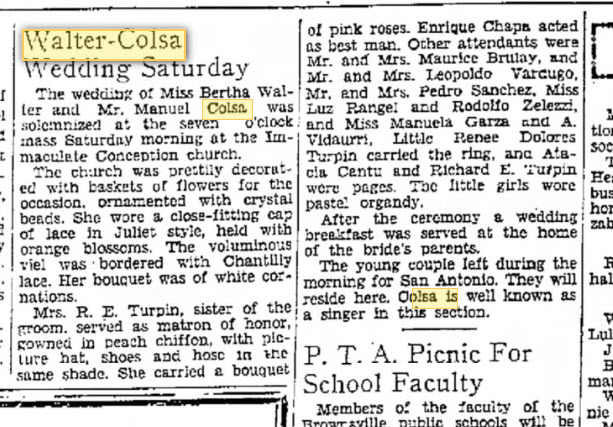 Walter-Colsa
Wedding Saturday
The wedding of Miss Bertha Wal-
ter and Mr. Manuel Colsa was
solemnized at the seven o'clock
mass Saturday morning at the Im-
maculate Conception church.
The church was prettily decorat-
ed with baskets of flowers for the
occasion, ornamented with crystal
beads. She wore a close-fitting cap
of lace in Juliet style, held with
orange blossoms. The voluminous
viel was bordered with Chantilly
lace. Her bouquet was of white car-
nations.
Mrs. R. E. Turpin, sister of the
groom, served as matron of honor,
gowned in peach chiffon, with pic-
ture hat, shoes and hose in the
same shade. She carried a bouquet
of pink roses. Enrique Chapa acted
as best man. Other attendants were
Mr. and Mrs. Maurice Brulay, and
Mr. and Mrs. Leopoldo Varcugo,
Mr. and Mrs. Pedro Sanchez, Miss
Luz Rangel and Rodolfo Zelezzi,
and Miss Manuela Garza and A.
Vidaurri, Little Renee Dolores
Turpin carried the ring, and Ata-
cia Cantu and Richard E. Turpin
were pages. The little girls wore
pastel organdy.
After the ceremony a wedding
breakfast was served at the home
of the bride's parents.
The young couple left during the
morning for San Antonio. They will
reside here. Colsa is well known as
a singer in this section.
P. T. A. Picnic For
School Faculty
Members of the faculty of the
Brownsville public schools will be